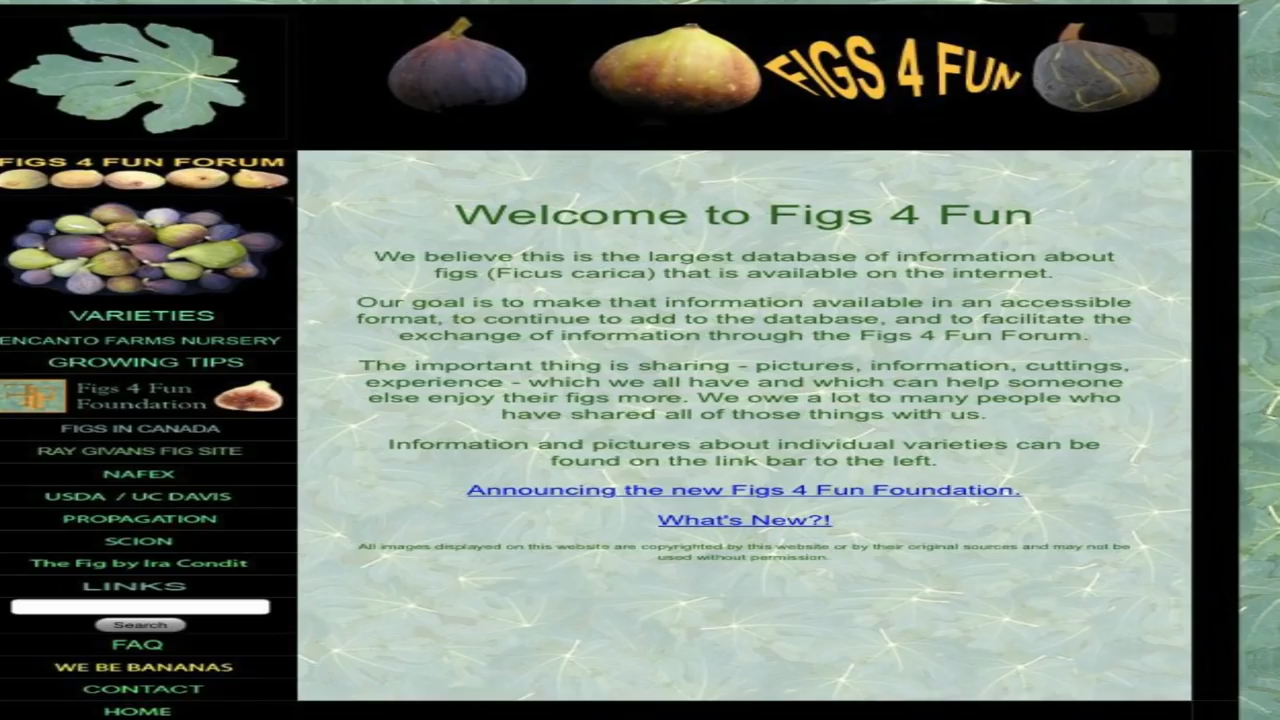 FIGS 4 FUN
FIGS 4 FUN FORUM
VARIETIES
ENCANTO FARMS NURSERY
GROWING TIPS
Figs 4 Fun
Foundation
FIGS IN CANADA
RAY GIVANS FIG SITE
NAFEX
USDA / UC DAVIS
PROPAGATION
SCION
The Fig by Ira Condit
LINKS
Search
FAQ
WE BE BANANAS
CONTACT
HOME
Welcome to Figs 4 Fun
We believe this is the largest database of information about
figs (Ficus carica) that is available on the internet.
Our goal is to make that information available in an accessible
format, to continue to add to the database, and to facilitate the
exchange of information through the Figs 4 Fun Forum.
The important thing is sharing - pictures, information, cuttings,
experience - which we all have and which can help someone
else enjoy their figs more. We owe a lot to many people who
have shared all of those things with us.
Information and pictures about individual varieties can be
found on the link bar to the left.
Announcing the new Figs 4 Fun Foundation.
What's New?!
All images displayed on this website are copyrighted by this website or by their original sources and may not be
used without permission.